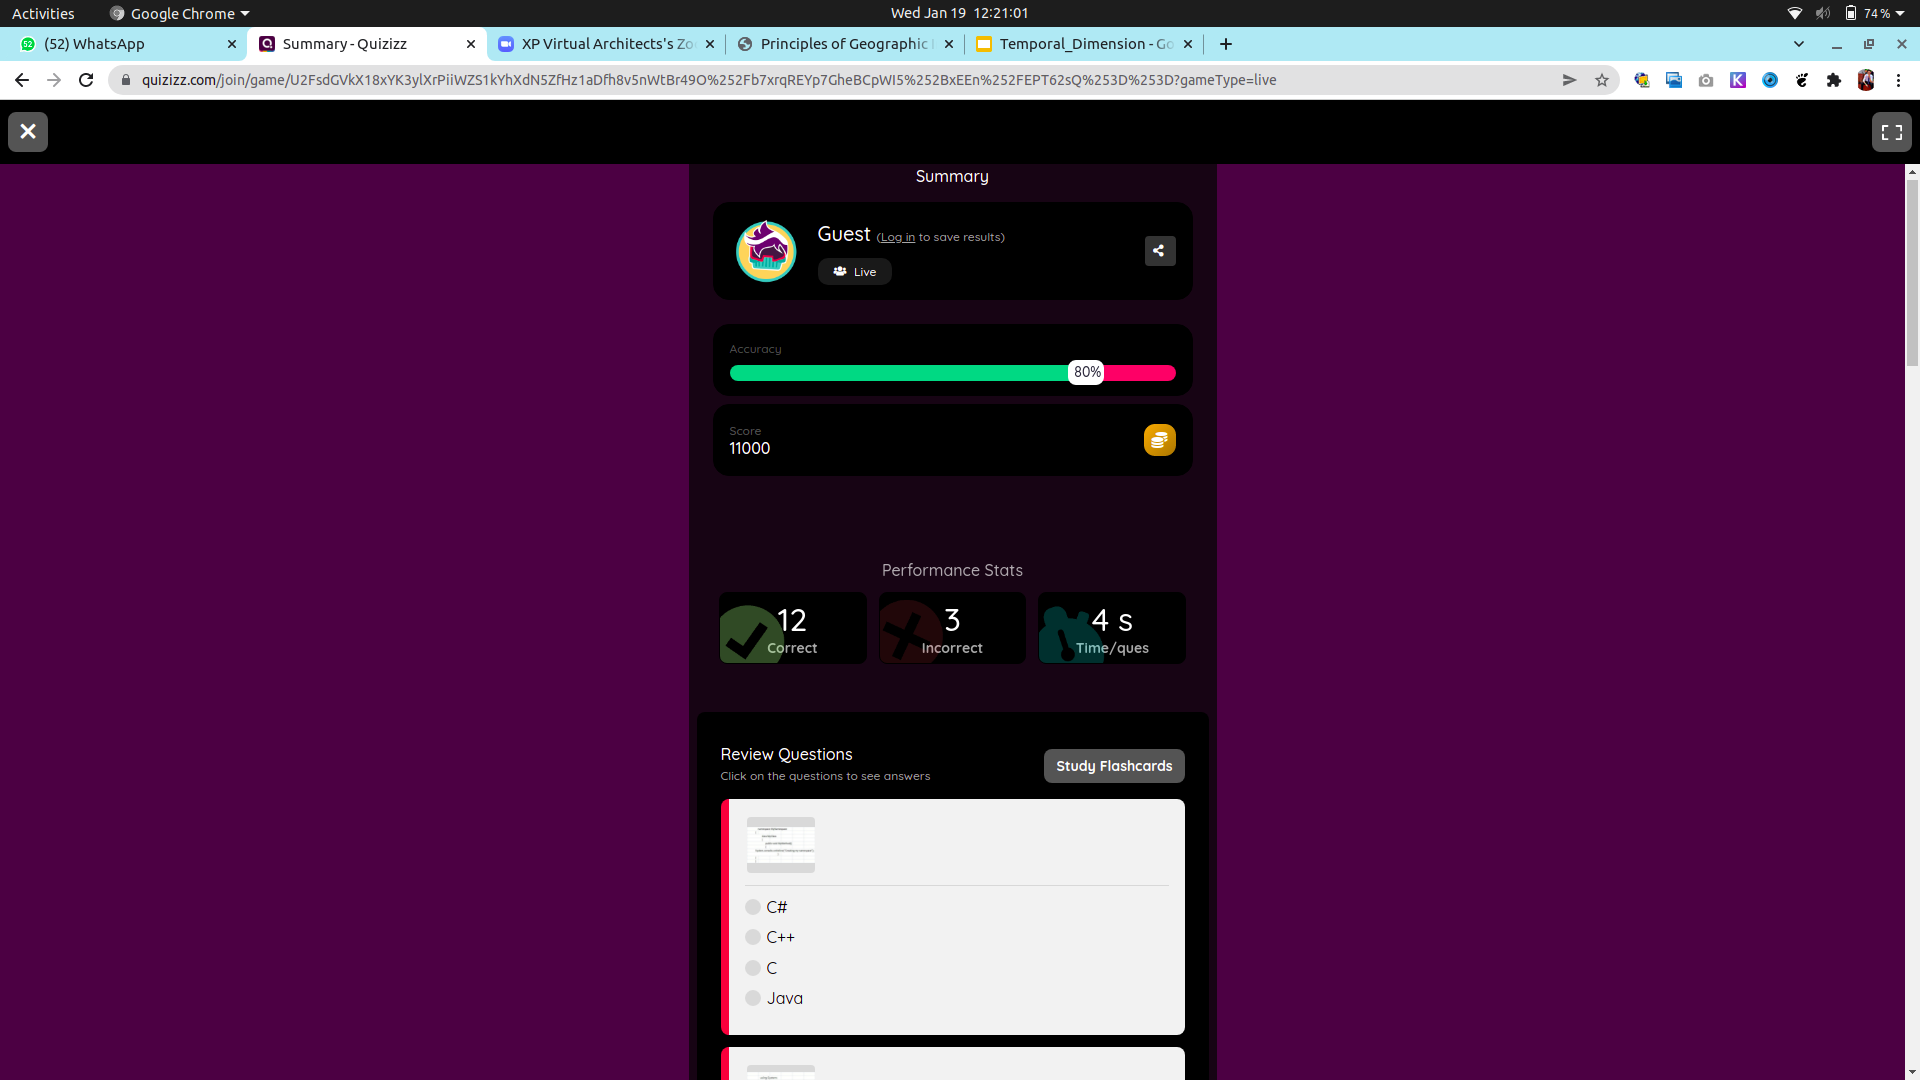 Activities
Google Chrome
Wed Jan 19 12:21:01
74 %
(52) WhatsApp
Summary - Quizizz
XP Virtual Architects's Zo
Principles of Geographic
Temporal_Dimension - Go
quizizz.com/join/game/U2FsdGVkX18xYK3ylXrPiiWZS1kYhXdN5ZfHz1aDfh8v5nWtBr49O%252Fb7xrqREYp7GheBCpWI5%252BxEEn%252FEPT62sQ%253D%253D?gameType=live
Summary
Guest (Log in to save results)
Live
Accuracy
80%
Score
11000
Performance Stats
12
Correct
3
Incorrect
4 s
Time/ques
Review Questions
Click on the questions to see answers
Study Flashcards
C#
C++
C
Java